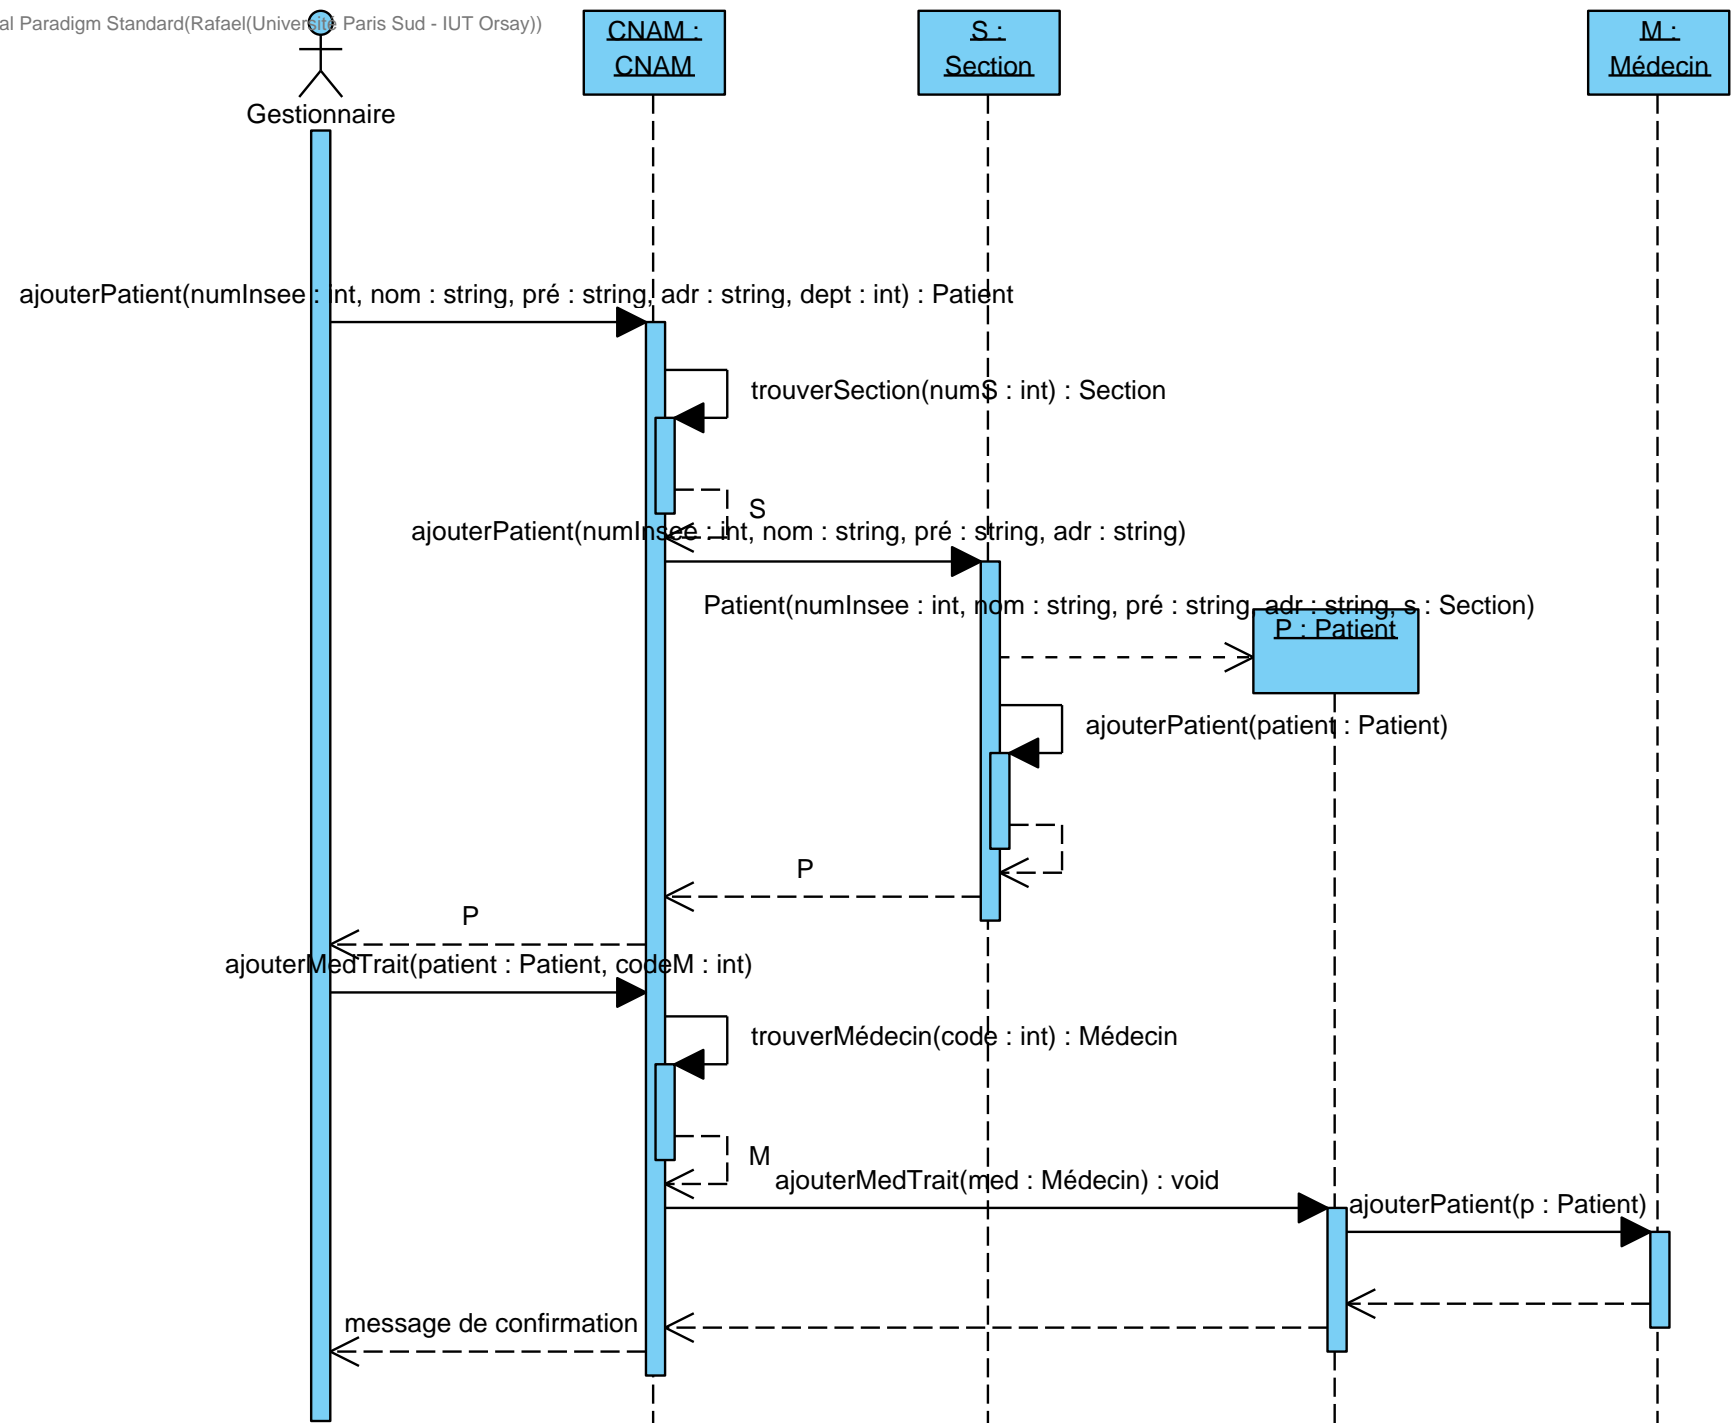 al Paradigm Standard(Rafael(Université Paris Sud - IUT Orsay))
CNAM :
CNAM
S :
Section
M :
Médecin
Gestionnaire
ajouterPatient(numInsee : int, nom : string, pré : string, adr : string, dept : int) : Patient
trouverSection(numS : int) : Section
S
ajouterPatient(numInsee : int, nom : string, pré : string, adr : string)
Patient(numInsee : int, nom : string, pré : string, adr : string, s : Section)
P : Patient
ajouterPatient(patient : Patient)
P
P
ajouterMedTrait(patient : Patient, codeM : int)
trouverMédecin(code : int) : Médecin
M
ajouterMedTrait(med : Médecin) : void
ajouterPatient(p : Patient)
message de confirmation